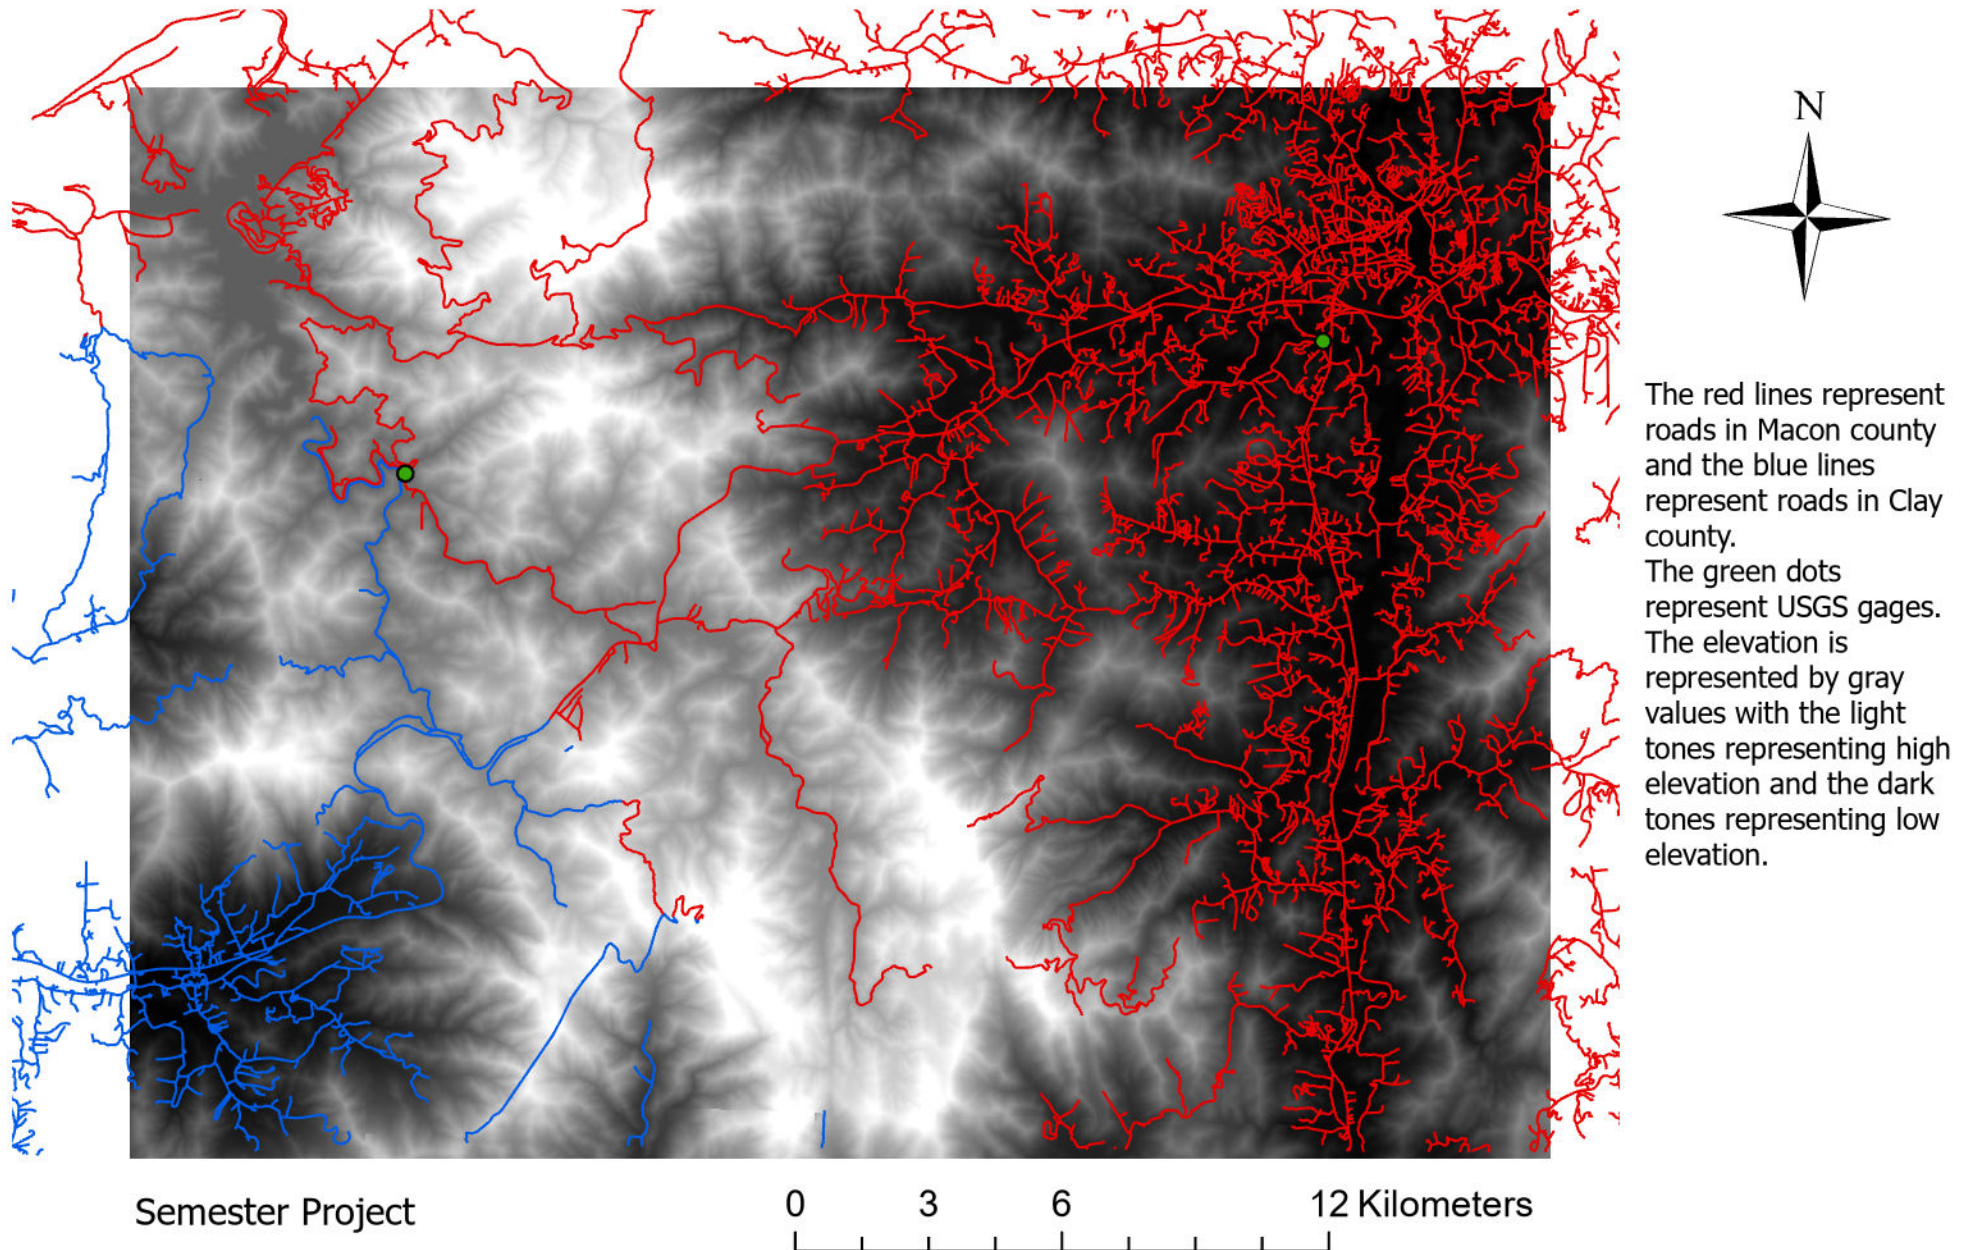 N
The red lines represent
roads in Macon county
and the blue lines
represent roads in Clay
county.
The green dots
represent USGS gages.
The elevation is
represented by gray
values with the light
tones representing high
elevation and the dark
tones representing low
elevation.
Semester Project
0 3 6 12 Kilometers